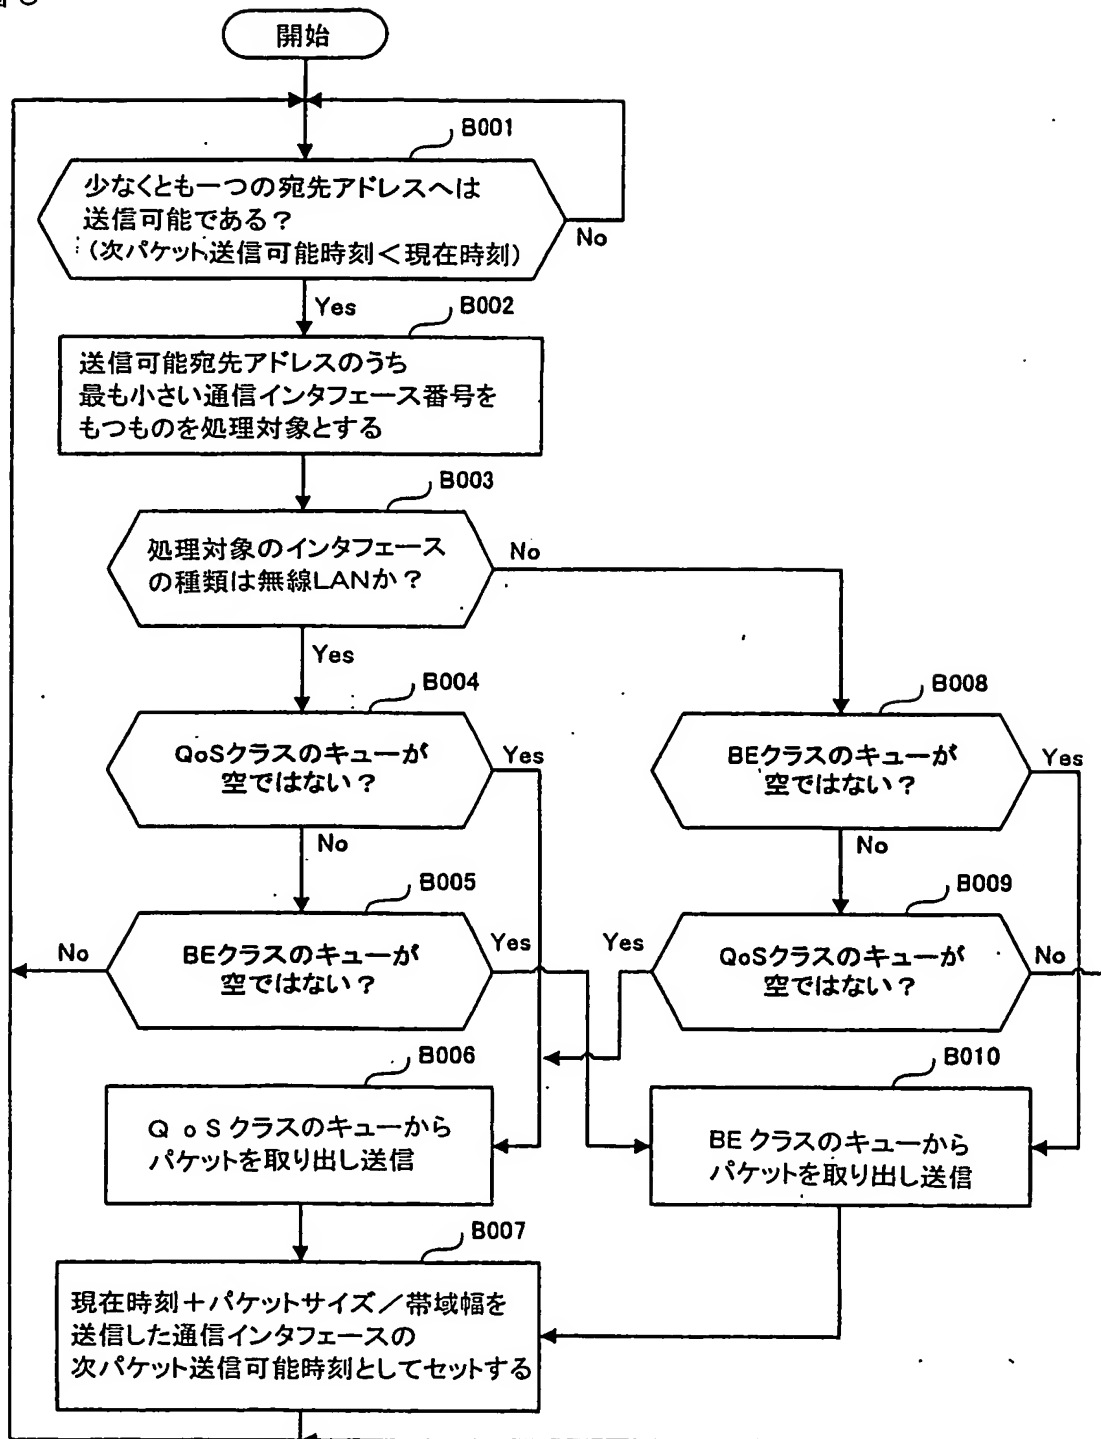 開始
B001
少なくとも一つの宛先アドレスへは
送信可能である?
(次パケット送信可能時刻<現在時刻)
No
Yes
B002
送信可能宛先アドレスのうち
最も小さい通信インタフェース番号を
もつものを処理対象とする
B003
処理対象のインタフェース
の種類は無線LANか?
No
Yes
B004
QoSクラスのキューが
空ではない?
Yes
No
B008
BEクラスのキューが
空ではない?
Yes
No
B005
BEクラスのキューが
空ではない?
No
Yes
B009
QoSクラスのキューが
空ではない?
Yes
No
B006
QoSクラスのキューから
パケットを取り出し送信
B010
BEクラスのキューから
パケットを取り出し送信
B007
現在時刻+パケットサイズ/帯域幅を
送信した通信インタフェースの
次パケット送信可能時刻としてセットする